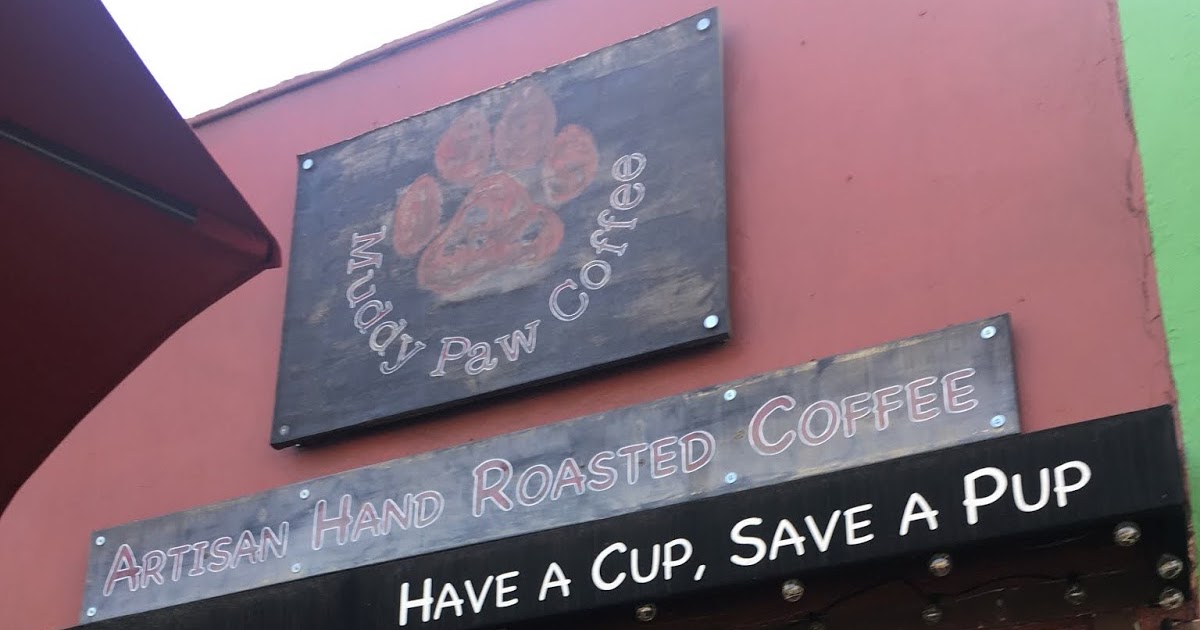 Muddy Paw Coffee
ARTISAN HAND ROASTED COFFEE
HAVE A CUP, SAVE A PUP